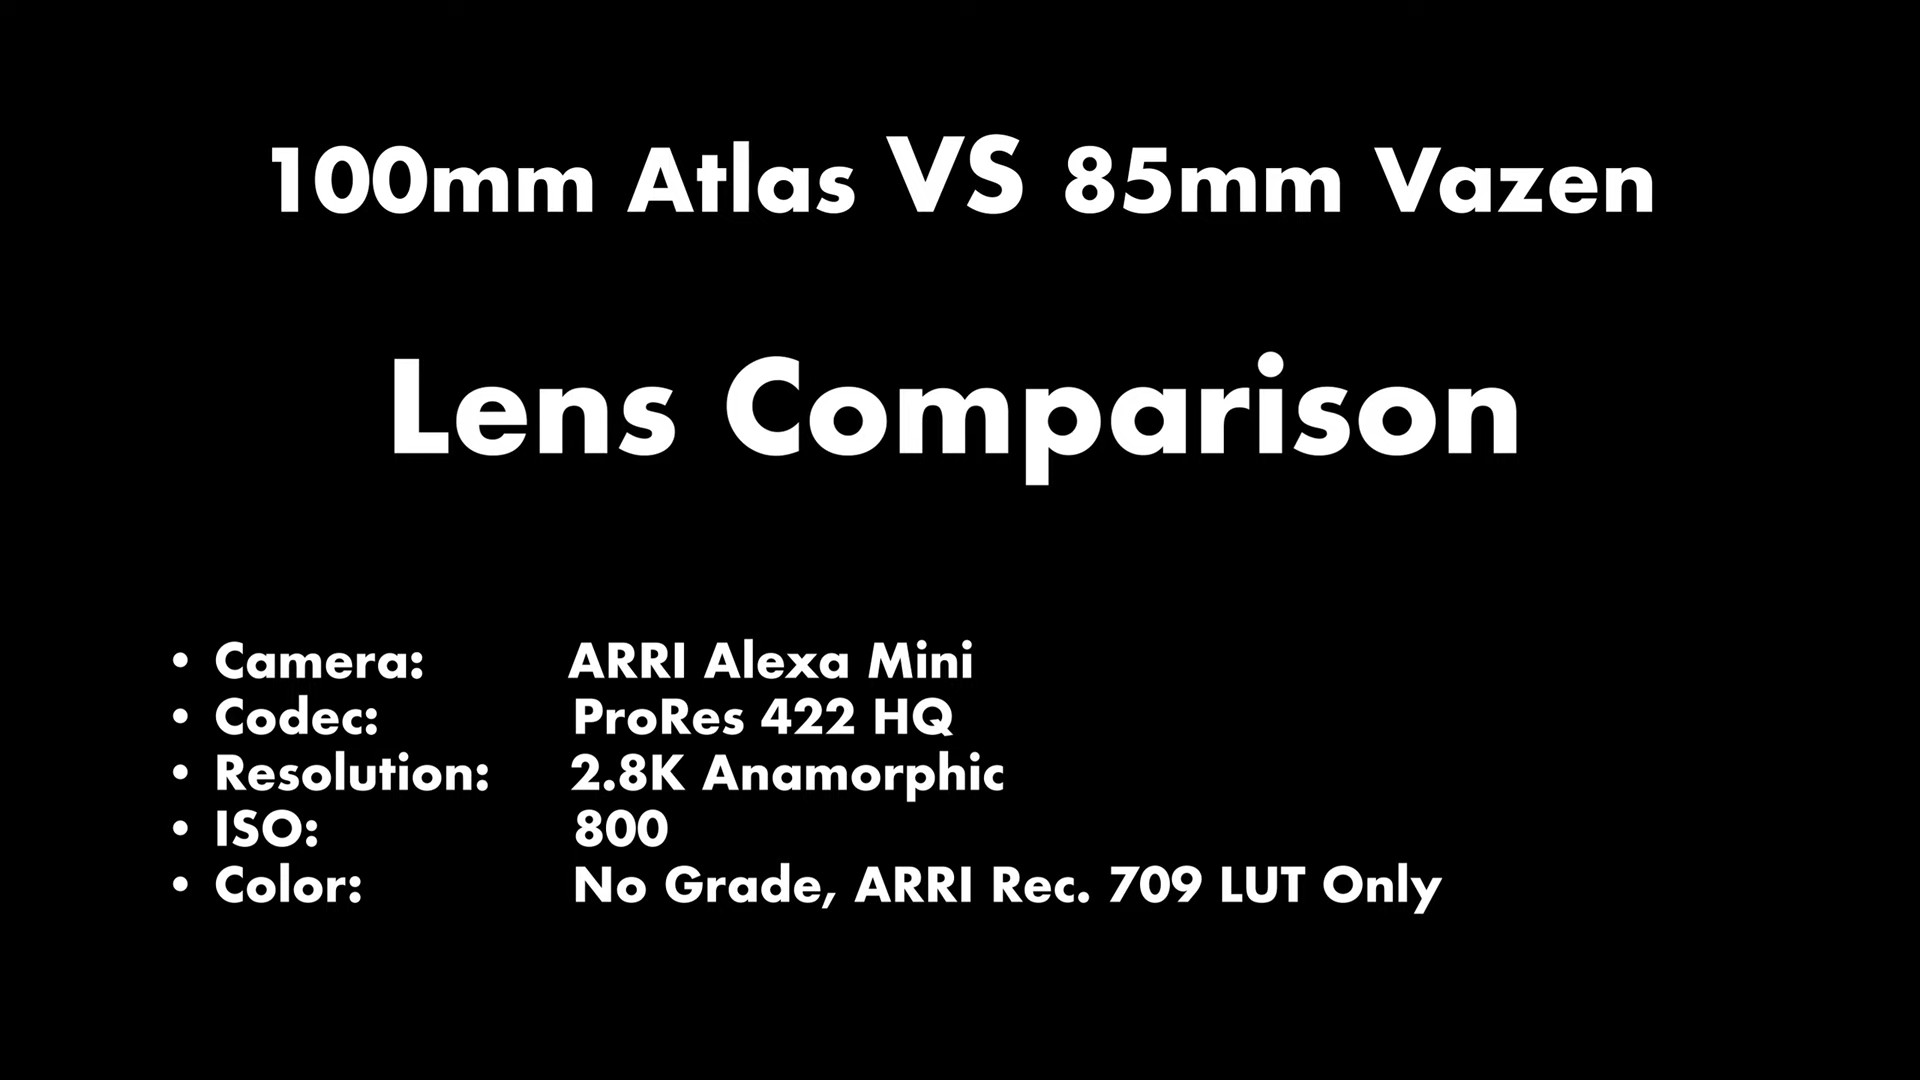 100mm Atlas VS 85mm Vazen
Lens Comparison
• Camera: ARRI Alexa Mini
• Codec: ProRes 422 HQ
• Resolution: 2.8K Anamorphic
• ISO: 800
• Color: No Grade, ARRI Rec. 709 LUT Only